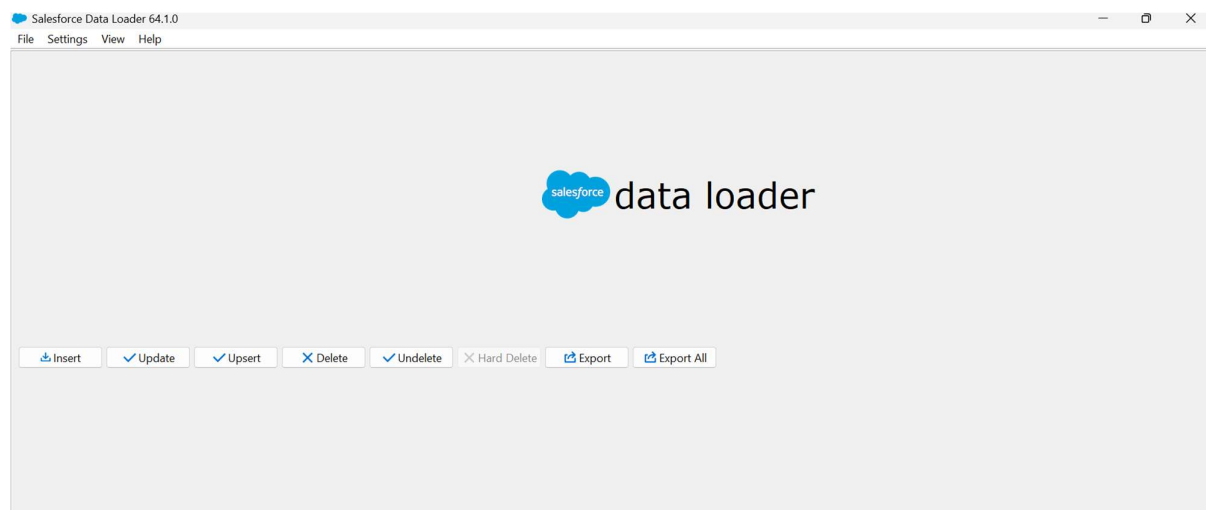 Salesforce Data Loader 64.1.0
File Settings View Help
salesforce data loader
Insert Update Upsert Delete Undelete Hard Delete Export Export All